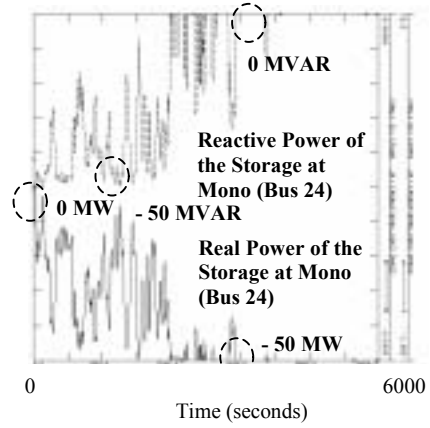 0 MVAR
Reactive Power of
the Storage at
Mono (Bus 24)
0 MW
- 50 MVAR
Real Power of the
Storage at Mono
(Bus 24)
- 50 MW
0
6000
Time (seconds)